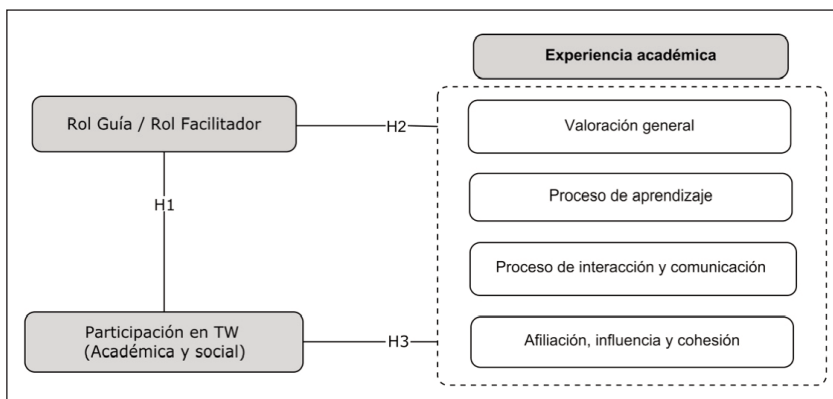 Experiencia académica
Rol Guía / Rol Facilitador
H2
Valoración general
Proceso de aprendizaje
H1
Proceso de interacción y comunicación
Participación en TW
(Académica y social)
H3
Afiliación, influencia y cohesión